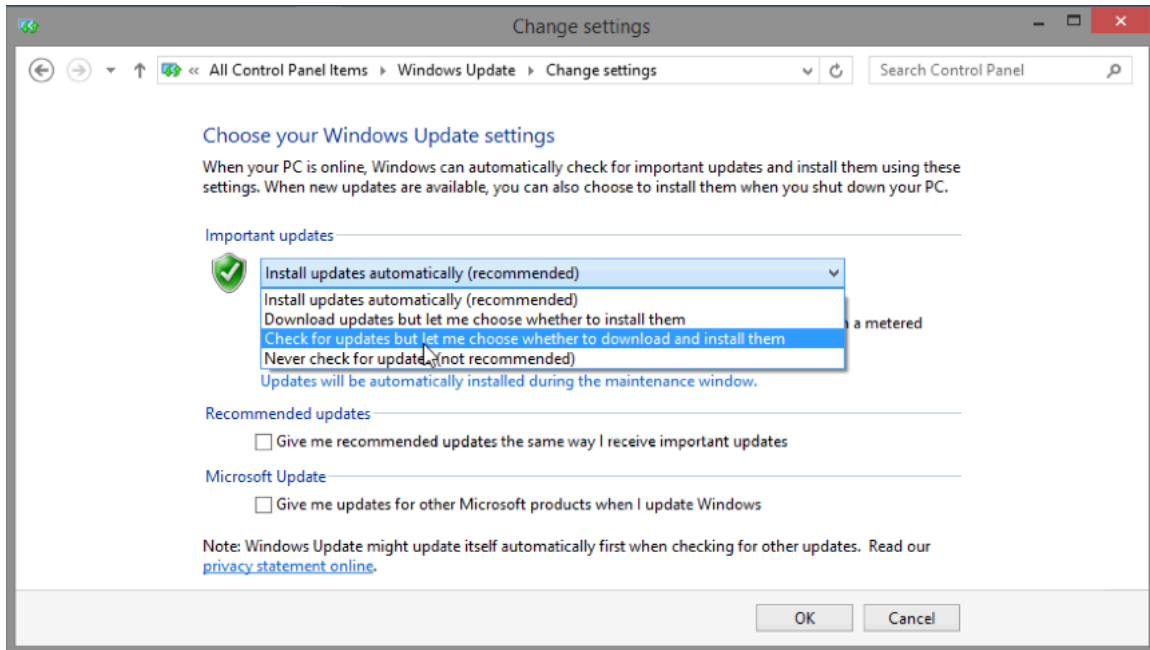 Change settings
« All Control Panel Items ▸ Windows Update ▸ Change settings
Search Control Panel
Choose your Windows Update settings
When your PC is online, Windows can automatically check for important updates and install them using these
settings. When new updates are available, you can also choose to install them when you shut down your PC.
Important updates
Install updates automatically (recommended)
Install updates automatically (recommended)
Download updates but let me choose whether to install them
a metered
Check for updates but let me choose whether to download and install them
Never check for updates (not recommended)
Updates will be automatically installed during the maintenance window.
Recommended updates
Give me recommended updates the same way I receive important updates
Microsoft Update
Give me updates for other Microsoft products when I update Windows
Note: Windows Update might update itself automatically first when checking for other updates. Read our
privacy statement online.
OK
Cancel